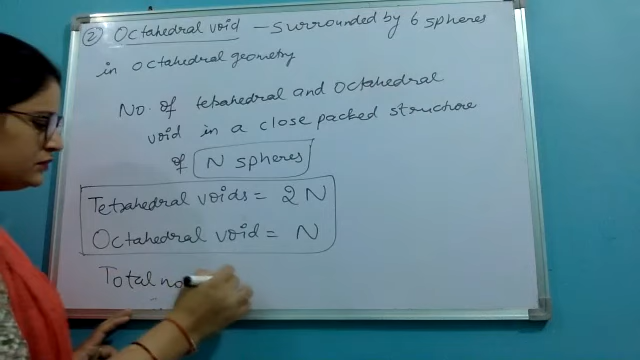 ② Octahedral void - surrounded by 6 spheres
in octahedral geometry
No. of tetrahedral and octahedral
void in a close packed structure
of N spheres
Tetrahedral voids = 2N
Octahedral void = N
Total no